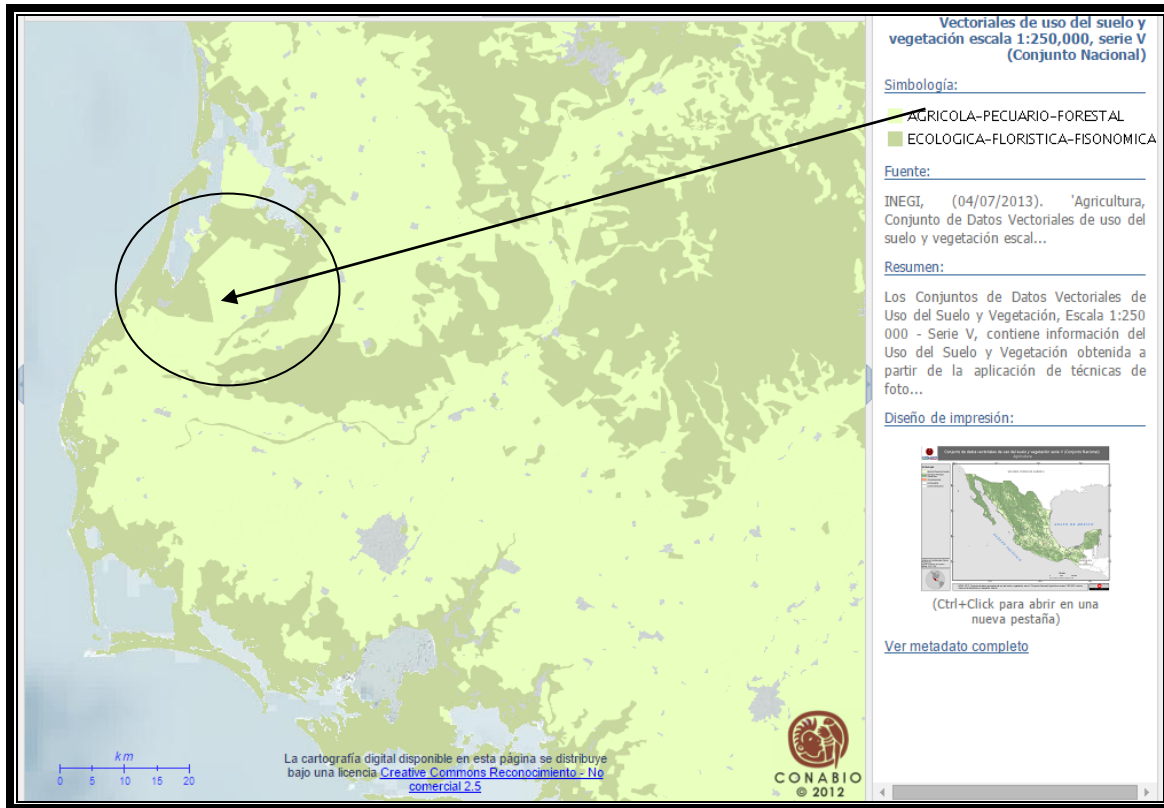 Vectoriales de uso del suelo y
vegetación escala 1:250,000, serie V
(Conjunto Nacional)
Simbología:
AGRICOLA-PECUARIO-FORESTAL
ECOLOGICA-FLORISTICA-FISONOMICA
Fuente:
INEGI, (04/07/2013). 'Agricultura,
Conjunto de Datos Vectoriales de uso del
suelo y vegetación escal...
Resumen:
Los Conjuntos de Datos Vectoriales de
Uso del Suelo y Vegetación, Escala 1:250
000 - Serie V, contiene información del
Uso del Suelo y Vegetación obtenida a
partir de la aplicación de técnicas de
foto...
Diseño de impresión:
(Ctrl+Click para abrir en una
nueva pestaña)
Ver metadato completo
km
0 5 10 15 20
La cartografía digital disponible en esta página se distribuye
bajo una licencia Creative Commons Reconocimiento - No
comercial 2.5
CONABIO
© 2012